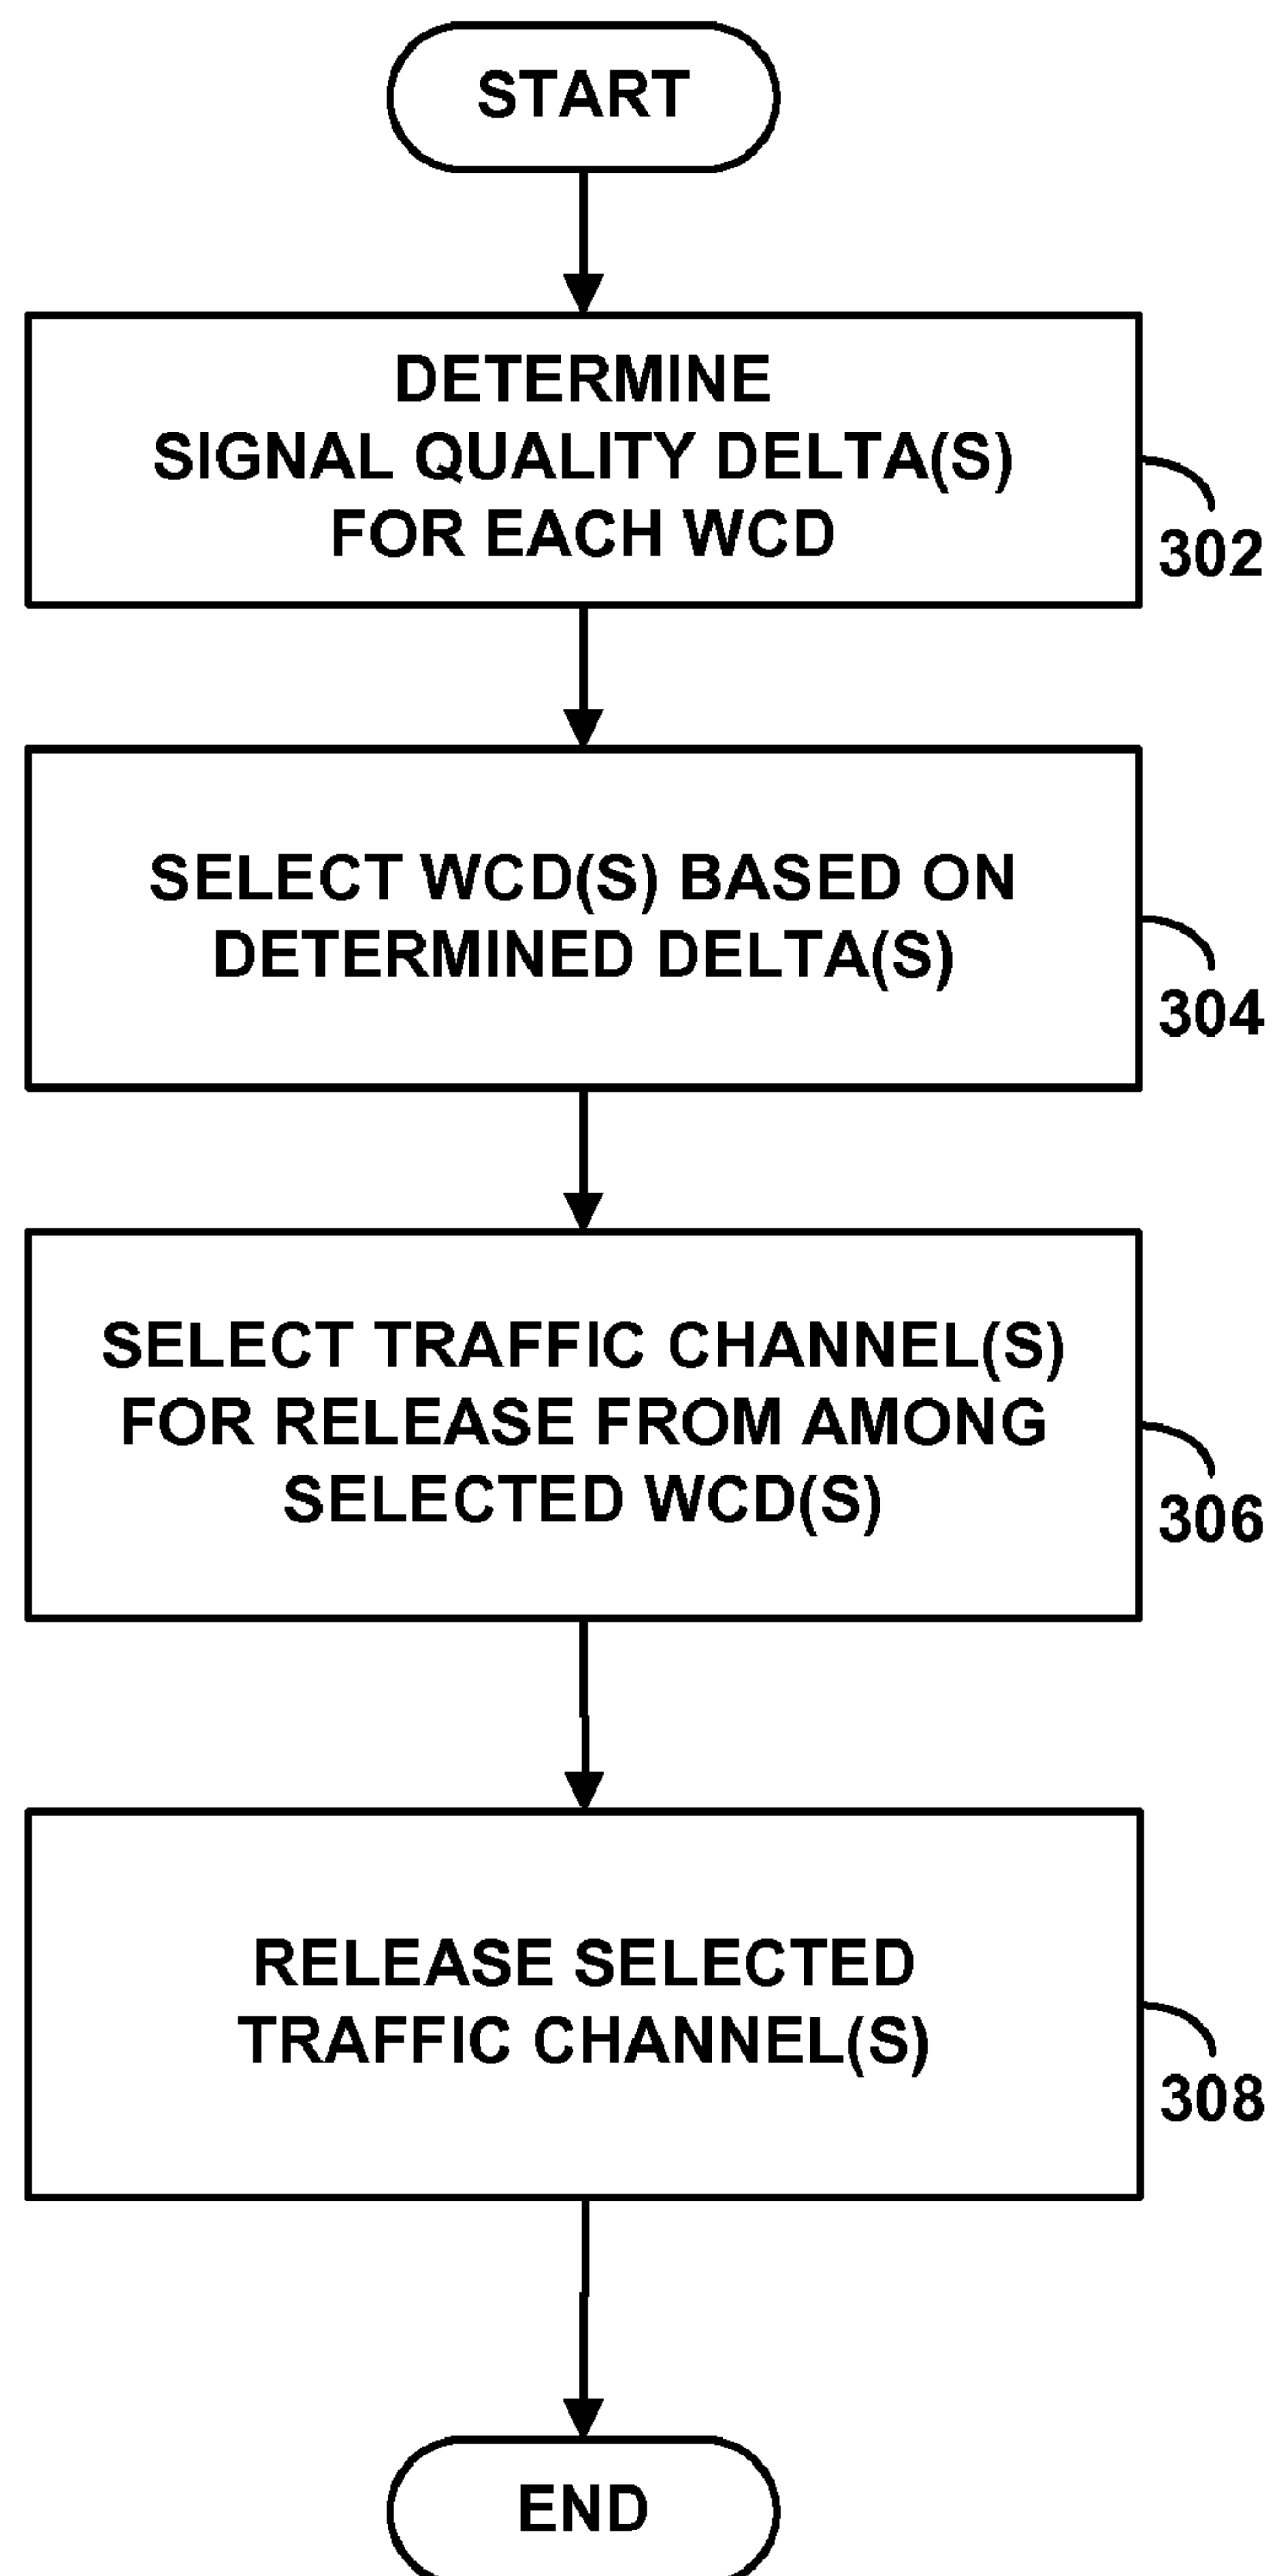 START
DETERMINE
SIGNAL QUALITY DELTA(S)
FOR EACH WCD
302
SELECT WCD(S) BASED ON
DETERMINED DELTA(S)
304
SELECT TRAFFIC CHANNEL(S)
FOR RELEASE FROM AMONG
SELECTED WCD(S)
306
RELEASE SELECTED
TRAFFIC CHANNEL(S)
308
END